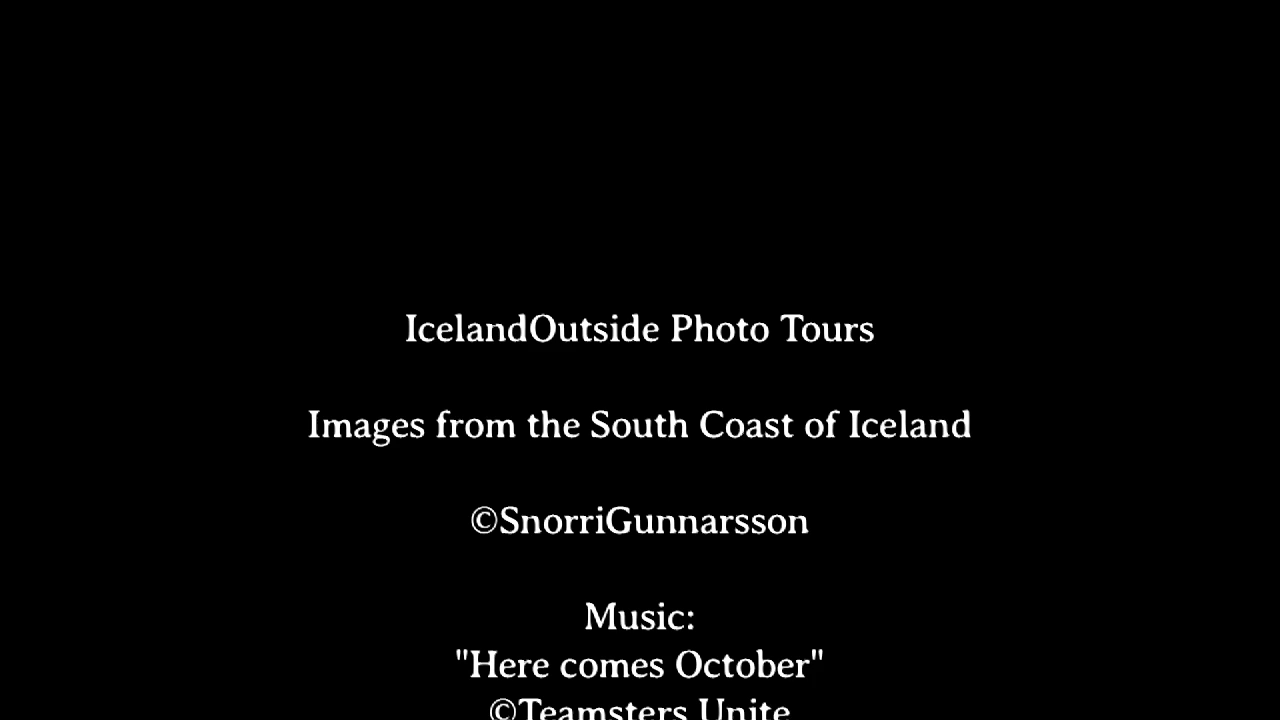 IcelandOutside Photo Tours
Images from the South Coast of Iceland
©SnorriGunnarsson
Music:
"Here comes October"
©Teamsters Unite